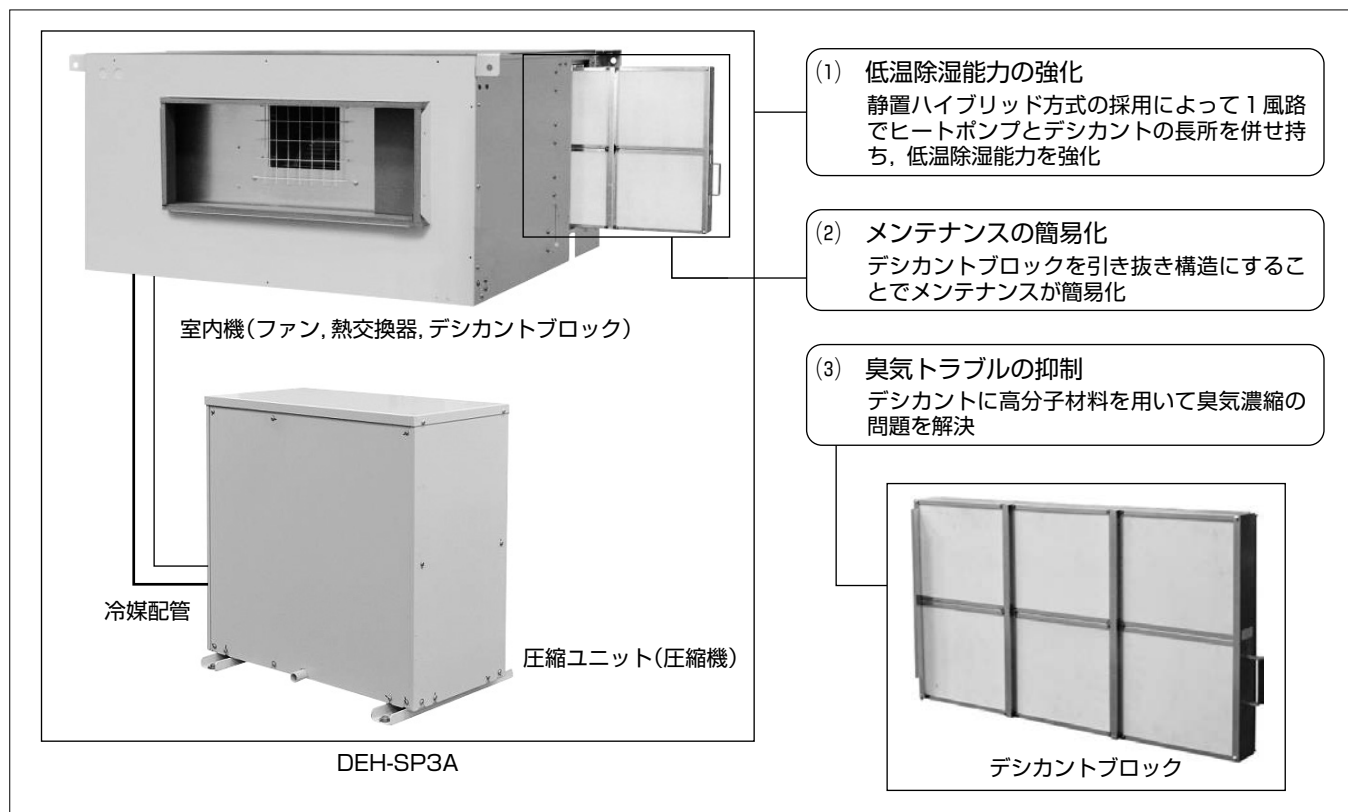 (1) 低温除湿能力の強化
静置ハイブリッド方式の採用によって1風路
でヒートポンプとデシカントの長所を併せ持
ち, 低温除湿能力を強化
(2) メンテナンスの簡易化
デシカントブロックを引き抜き構造にするこ
とでメンテナンスが簡易化
室内機(ファン, 熱交換器, デシカントブロック)
(3) 臭気トラブルの抑制
デシカントに高分子材料を用いて臭気濃縮の
問題を解決
冷媒配管
圧縮ユニット(圧縮機)
DEH-SP3A
デシカントブロック